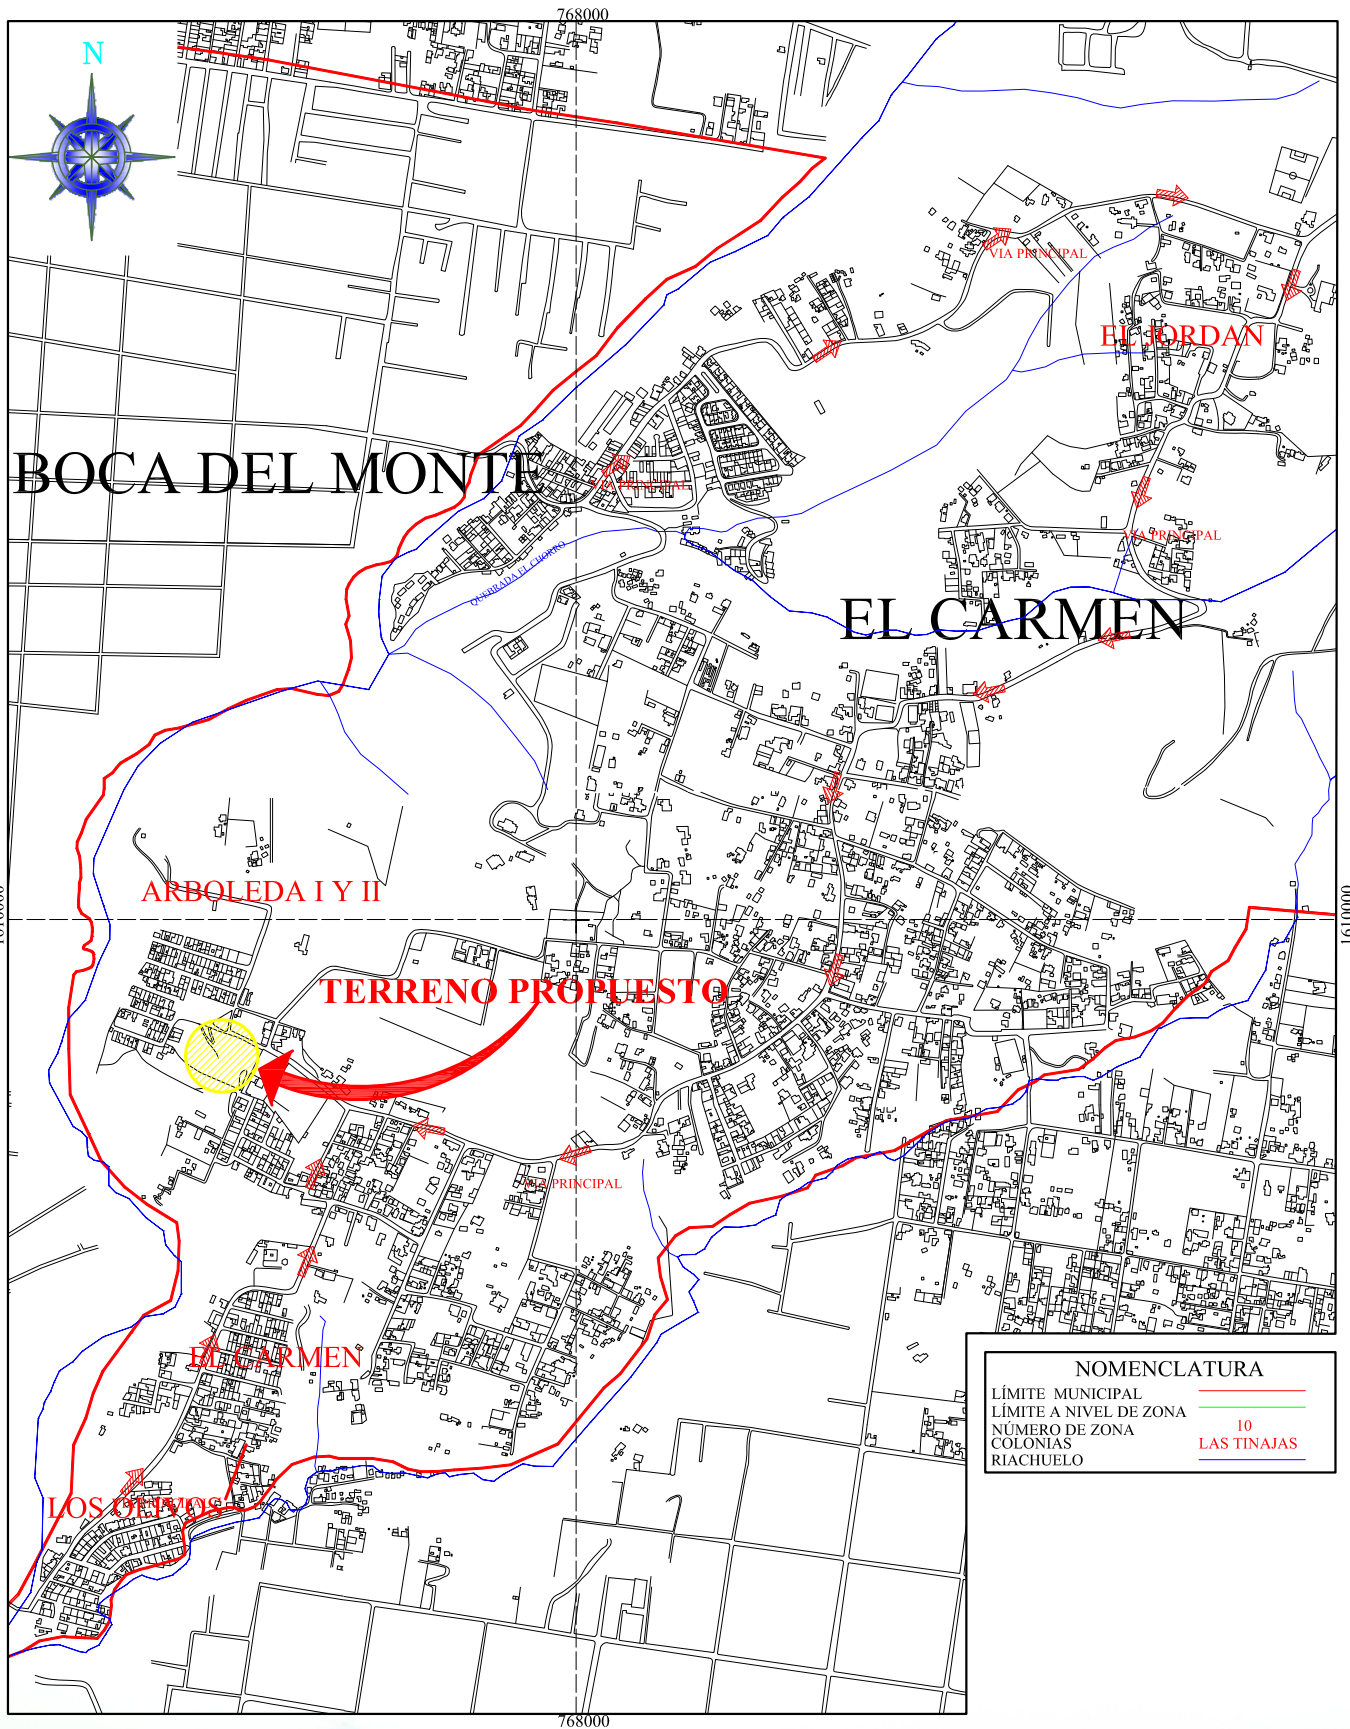 768000
N
VIA PRINCIPAL
EL JORDAN
BOCA DEL MONTE
VIA PRINCIPAL
VIA PRINCIPAL
QUEBRADA EL CHORRO
EL CARMEN
ARBOLEDA I Y II
1610000
1610000
TERRENO PROPUESTO
VIA PRINCIPAL
EL CARMEN
NOMENCLATURA
LÍMITE MUNICIPAL
LÍMITE A NIVEL DE ZONA
NÚMERO DE ZONA 10
COLONIAS LAS TINAJAS
RIACHUELO
LOS OLIVOS
768000